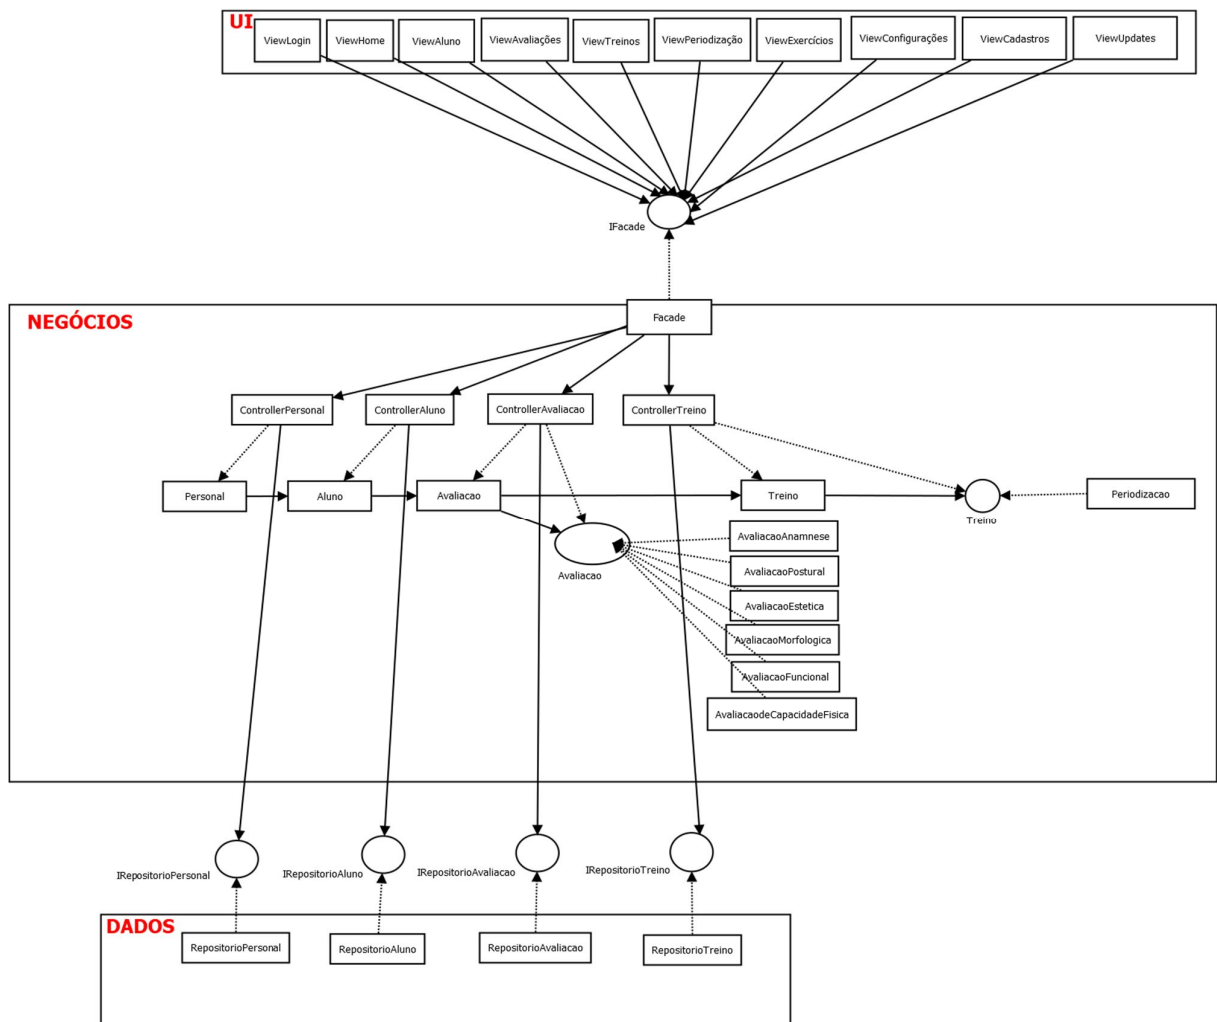 UI
ViewLogin
ViewHome
ViewAluno
ViewAvaliações
ViewTreinos
ViewPeriodização
ViewExercícios
ViewConfigurações
ViewCadastros
ViewUpdates
IFacade
NEGÓCIOS
Facade
ControllerPersonal
ControllerAluno
ControllerAvaliacao
ControllerTreino
Personal
Aluno
Avaliacao
Treino
Treino
Periodizacao
Avaliacao
AvaliacaoAnamnese
AvaliacaoPostural
AvaliacaoEstetica
AvaliacaoMorfologica
AvaliacaoFuncional
AvaliacaodeCapacidadeFisica
IRepositorioPersonal
IRepositorioAluno
IRepositorioAvaliacao
IRepositorioTreino
DADOS
RepositorioPersonal
RepositorioAluno
RepositorioAvaliacao
RepositorioTreino